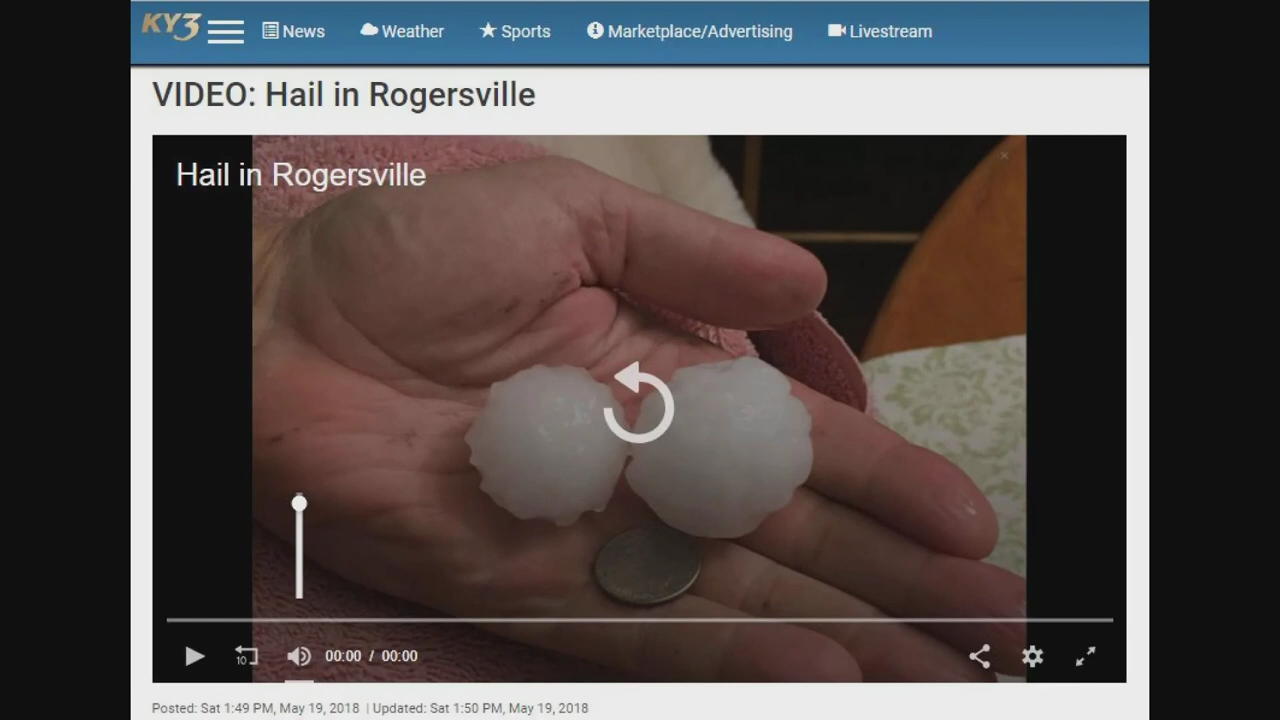 KY3 News Weather Sports Marketplace/Advertising Livestream
VIDEO: Hail in Rogersville
Hail in Rogersville
10 00:00 / 00:00
Posted: Sat 1:49 PM, May 19, 2018 | Updated: Sat 1:50 PM, May 19, 2018